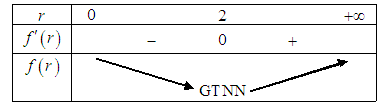 r 0 2 +∞
f′(r) − 0 +
f(r)
GTNN